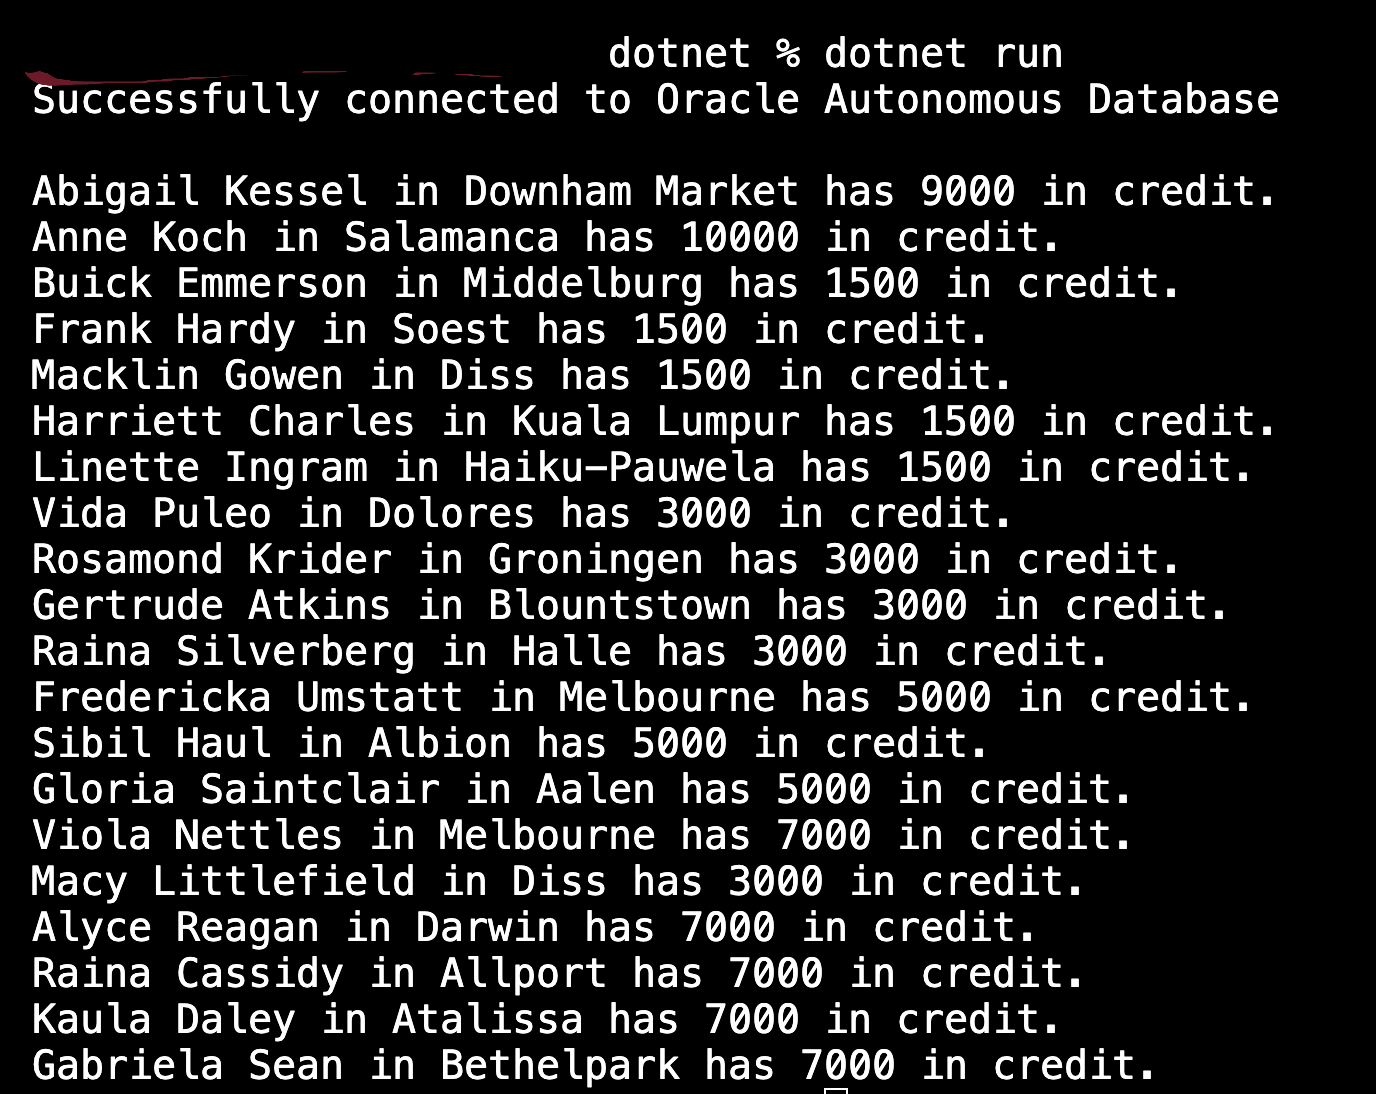 dotnet % dotnet run
Successfully connected to Oracle Autonomous Database
Abigail Kessel in Downham Market has 9000 in credit.
Anne Koch in Salamanca has 10000 in credit.
Buick Emmerson in Middelburg has 1500 in credit.
Frank Hardy in Soest has 1500 in credit.
Macklin Gowen in Diss has 1500 in credit.
Harriett Charles in Kuala Lumpur has 1500 in credit.
Linette Ingram in Haiku-Pauwela has 1500 in credit.
Vida Puleo in Dolores has 3000 in credit.
Rosamond Krider in Groningen has 3000 in credit.
Gertrude Atkins in Blountstown has 3000 in credit.
Raina Silverberg in Halle has 3000 in credit.
Fredericka Umstatt in Melbourne has 5000 in credit.
Sibil Haul in Albion has 5000 in credit.
Gloria Saintclair in Aalen has 5000 in credit.
Viola Nettles in Melbourne has 7000 in credit.
Macy Littlefield in Diss has 3000 in credit.
Alyce Reagan in Darwin has 7000 in credit.
Raina Cassidy in Allport has 7000 in credit.
Kaula Daley in Atalissa has 7000 in credit.
Gabriela Sean in Bethelpark has 7000 in credit.